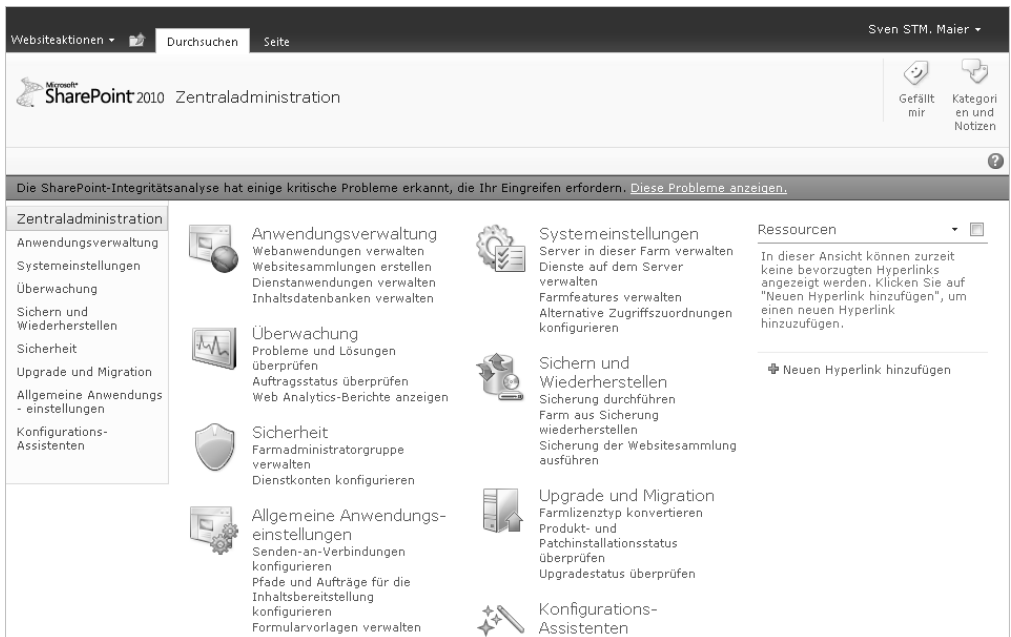 Websiteaktionen
Durchsuchen
Seite
Sven STM. Maier
Microsoft
SharePoint 2010 Zentraladministration
Gefällt
mir
Kategori
en und
Notizen
Die SharePoint-Integritätsanalyse hat einige kritische Probleme erkannt, die Ihr Eingreifen erfordern. Diese Probleme anzeigen.
Zentraladministration
Anwendungsverwaltung
Systemeinstellungen
Überwachung
Sichern und
Wiederherstellen
Sicherheit
Upgrade und Migration
Allgemeine Anwendungs
- einstellungen
Konfigurations-
Assistenten
Anwendungsverwaltung
Webanwendungen verwalten
Websitesammlungen erstellen
Dienstanwendungen verwalten
Inhaltsdatenbanken verwalten
Überwachung
Probleme und Lösungen
überprüfen
Auftragsstatus überprüfen
Web Analytics-Berichte anzeigen
Sicherheit
Farmadministratorgruppe
verwalten
Dienstkonten konfigurieren
Allgemeine Anwendungs-
einstellungen
Senden-an-Verbindungen
konfigurieren
Pfade und Aufträge für die
Inhaltsbereitstellung
konfigurieren
Formularvorlagen verwalten
Systemeinstellungen
Server in dieser Farm verwalten
Dienste auf dem Server
verwalten
Farmfeatures verwalten
Alternative Zugriffszuordnungen
konfigurieren
Sichern und
Wiederherstellen
Sicherung durchführen
Farm aus Sicherung
wiederherstellen
Sicherung der Websitesammlung
ausführen
Upgrade und Migration
Farmlizenztyp konvertieren
Produkt- und
Patchinstallationsstatus
überprüfen
Upgradestatus überprüfen
Konfigurations-
Assistenten
Ressourcen
In dieser Ansicht können zurzeit
keine bevorzugten Hyperlinks
angezeigt werden. Klicken Sie auf
"Neuen Hyperlink hinzufügen", um
einen neuen Hyperlink
hinzuzufügen.
Neuen Hyperlink hinzufügen